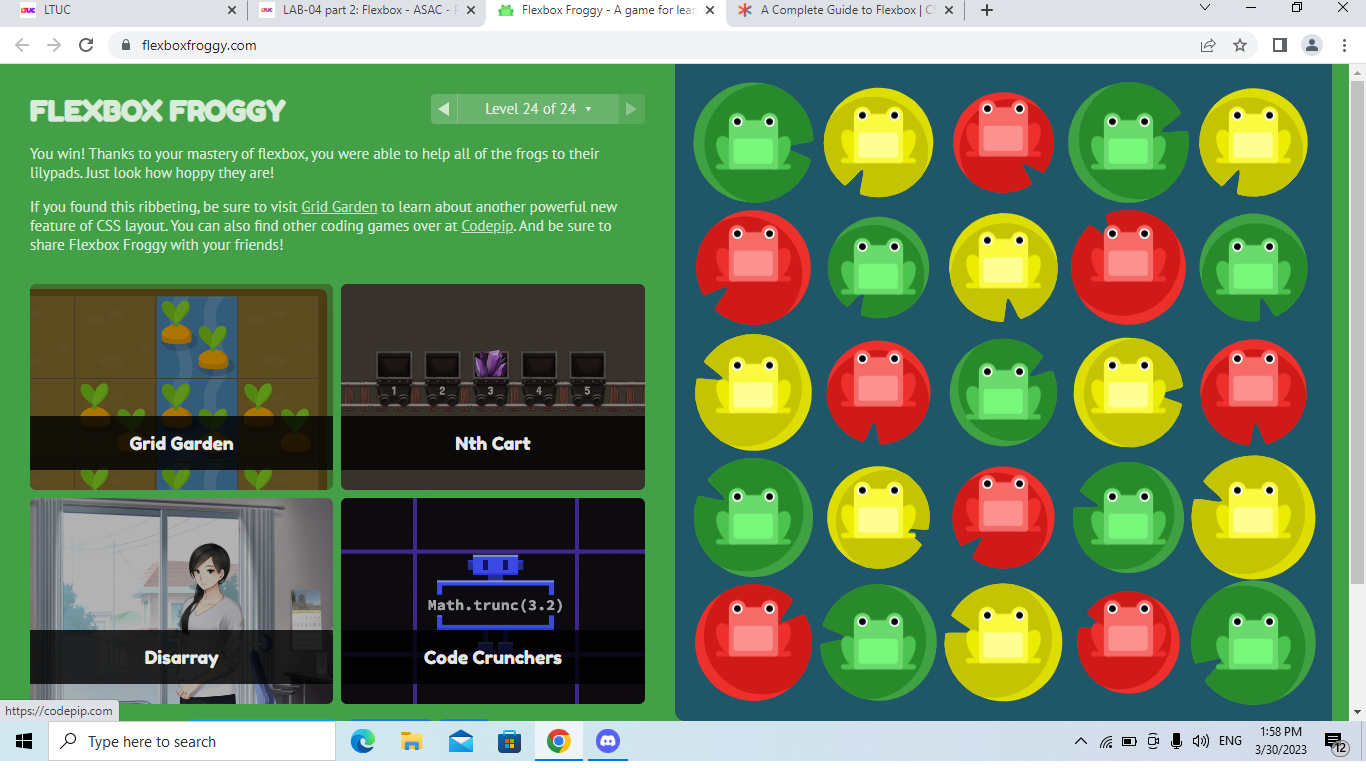 LTUC
LAB-04 part 2: Flexbox - ASAC -
Flexbox Froggy - A game for lear
A Complete Guide to Flexbox |
flexboxfroggy.com
FLEXBOX FROGGY
Level 24 of 24
You win! Thanks to your mastery of flexbox, you were able to help all of the frogs to their
lilypads. Just look how hoppy they are!
If you found this ribbeting, be sure to visit Grid Garden to learn about another powerful new
feature of CSS layout. You can also find other coding games over at Codepip. And be sure to
share Flexbox Froggy with your friends!
1 2 3 4 5
Grid Garden
Nth Cart
Math.trunc(3.2)
Disarray
Code Crunchers
https://codepip.com
Type here to search
ENG
1:58 PM
3/30/2023
12